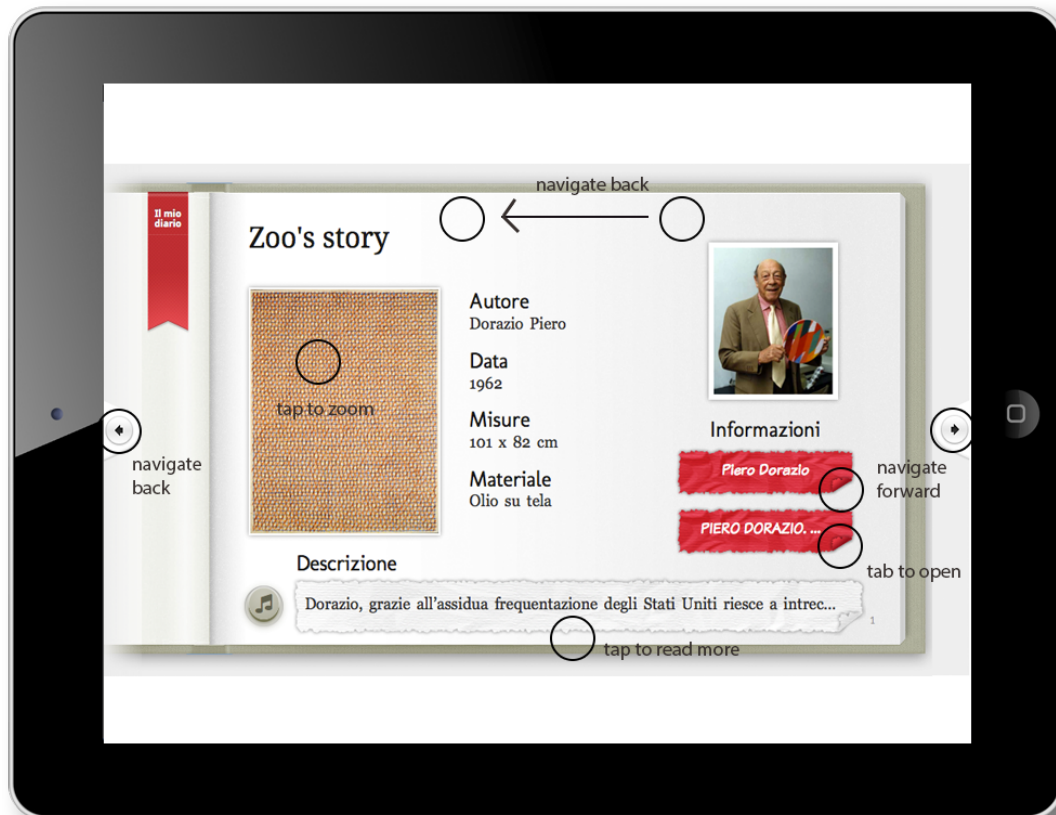 navigate back
Il mio
diario
Zoo's story
Autore
Dorazio Piero
Data
1962
Misure
101 x 82 cm
Materiale
Olio su tela
tap to zoom
navigate
back
Informazioni
Piero Dorazio
navigate
forward
PIERO DORAZIO. ...
tab to open
Descrizione
Dorazio, grazie all'assidua frequentazione degli Stati Uniti riesce a intrec...
1
tap to read more